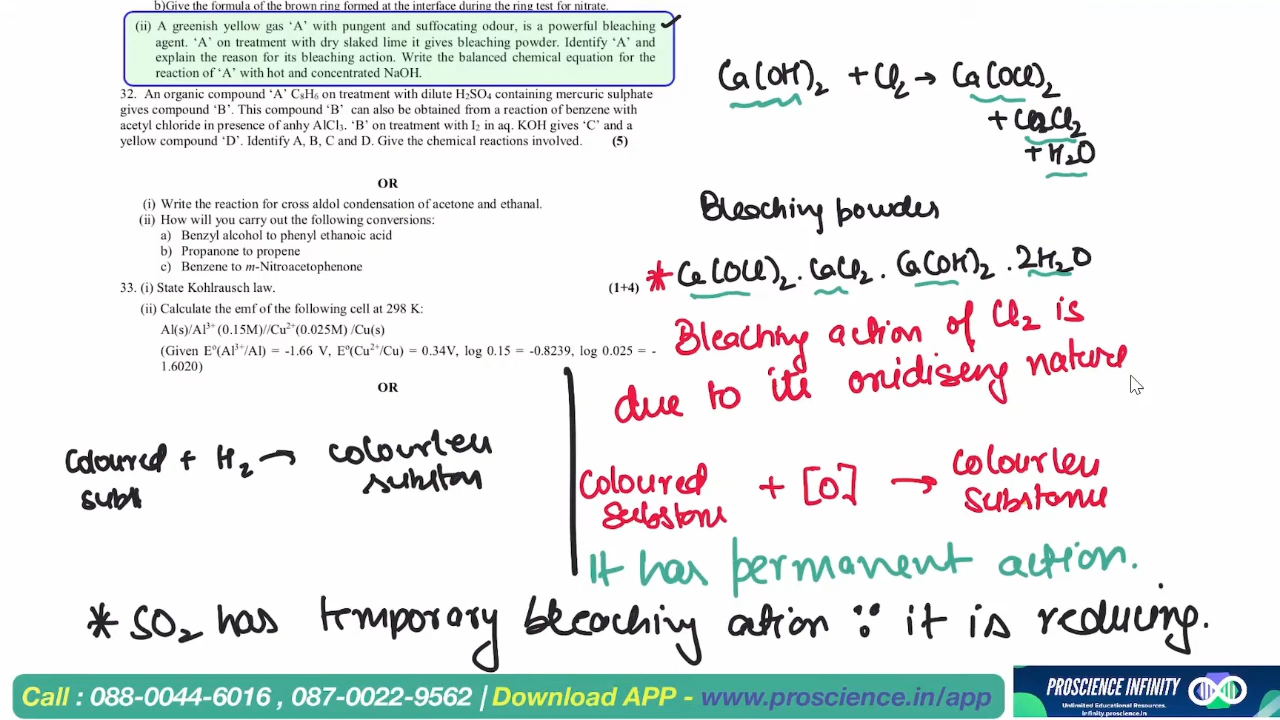 b)Give the formula of the brown ring formed at the interface during the ring test for nitrate.
(ii) A greenish yellow gas ‘A’ with pungent and suffocating odour, is a powerful bleaching
agent. ‘A’ on treatment with dry slaked lime it gives bleaching powder. Identify ‘A’ and
explain the reason for its bleaching action. Write the balanced chemical equation for the
reaction of ‘A’ with hot and concentrated NaOH.
32. An organic compound ‘A’ C₈H₆ on treatment with dilute H₂SO₄ containing mercuric sulphate
gives compound ‘B’. This compound ‘B’ can also be obtained from a reaction of benzene with
acetyl chloride in presence of anhy AlCl₃. ‘B’ on treatment with I₂ in aq. KOH gives ‘C’ and a
yellow compound ‘D’. Identify A, B, C and D. Give the chemical reactions involved. (5)
OR
(i) Write the reaction for cross aldol condensation of acetone and ethanal.
(ii) How will you carry out the following conversions:
a) Benzyl alcohol to phenyl ethanoic acid
b) Propanone to propene
c) Benzene to m-Nitroacetophenone
33. (i) State Kohlrausch law. (1+4)
(ii) Calculate the emf of the following cell at 298 K:
Al(s)/Al³⁺(0.15M)//Cu²⁺(0.025M) /Cu(s)
(Given E⁰(Al³⁺/Al) = -1.66 V, E⁰(Cu²⁺/Cu) = 0.34V, log 0.15 = -0.8239, log 0.025 = -
1.6020)
OR
Ca(OH)₂ + Cl₂ → Ca(OCl)₂
+ CaCl₂
+ H₂O
Bleaching powder
* Ca(OCl)₂ . CaCl₂ . Ca(OH)₂ . 2H₂O
Bleaching action of Cl₂ is
due to its oxidising nature
Coloured + H₂ → colourless
subst substan
Coloured + [O] → Colourless
Substane Substane
It has permanent action.
* SO₂ has temporary bleaching action ∵ it is reducing.
Call : 088-0044-6016 , 087-0022-9562 | Download APP - www.proscience.in/app
PROSCIENCE INFINITY
Unlimited Educational Resources.
infinity.proscience.in